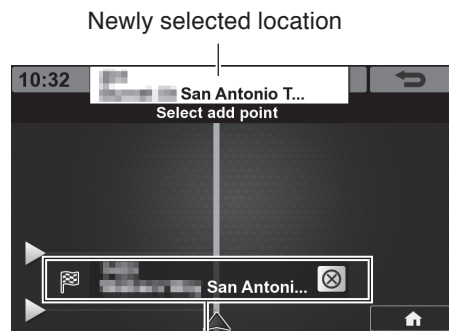 Newly selected location
10:32
San Antonio T...
Select add point
San Antoni...